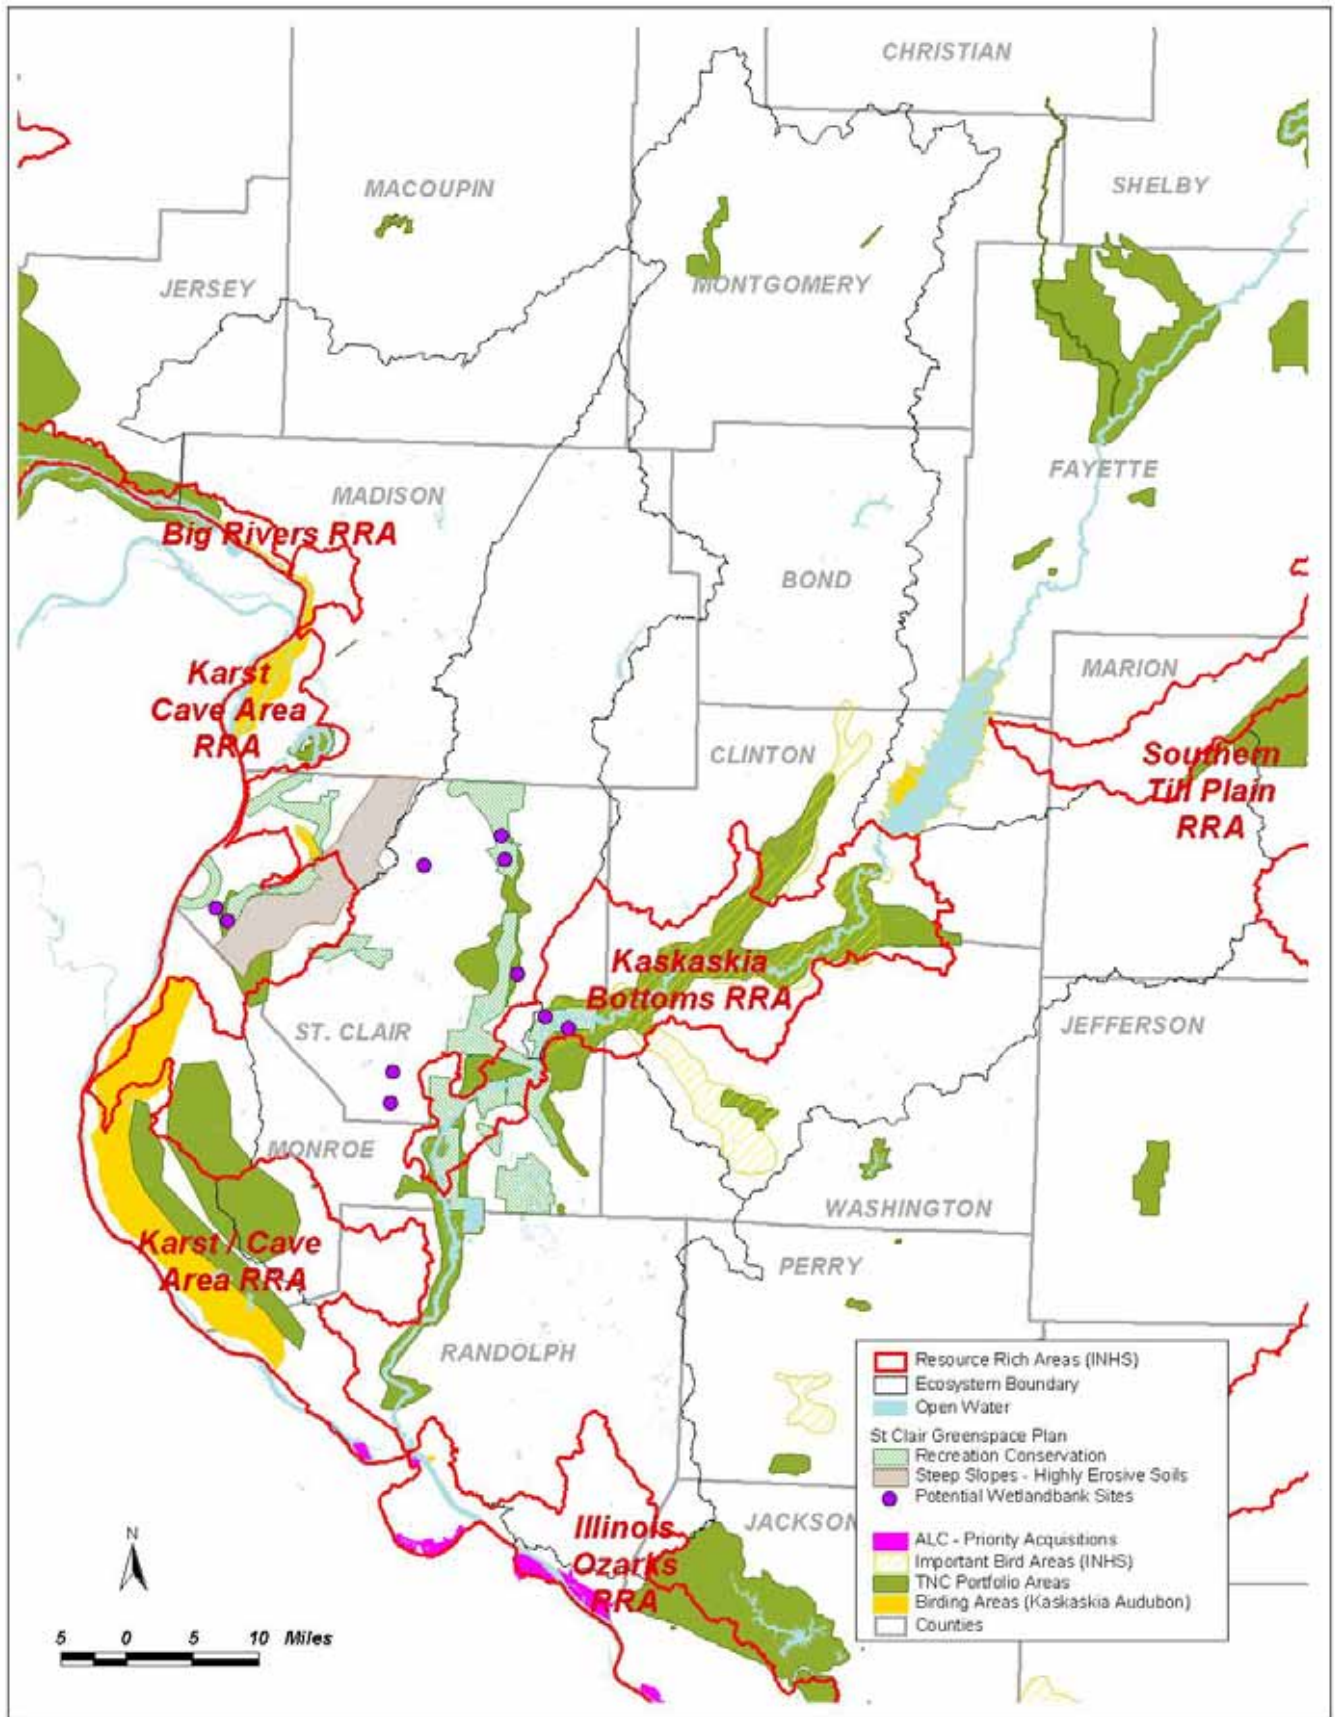 CHRISTIAN
MACOUPIN
SHELBY
JERSEY
MONTGOMERY
FAYETTE
MADISON
Big Rivers RRA
BOND
MARION
Karst
Cave Area
RRA
CLINTON
Southern
Till Plain
RRA
Kaskaskia
Bottoms RRA
ST. CLAIR
JEFFERSON
MONROE
WASHINGTON
Karst / Cave
Area RRA
PERRY
RANDOLPH
JACKSON
Illinois
Ozarks
RRA
Resource Rich Areas (INHS)
Ecosystem Boundary
Open Water
St Clair Greenspace Plan
Recreation Conservation
Steep Slopes - Highly Erosive Soils
Potential Wetlandbank Sites
ALC - Priority Acquisitions
Important Bird Areas (INHS)
TNC Portfolio Areas
Birding Areas (Kaskaskia Audubon)
Counties
N
5 0 5 10 Miles